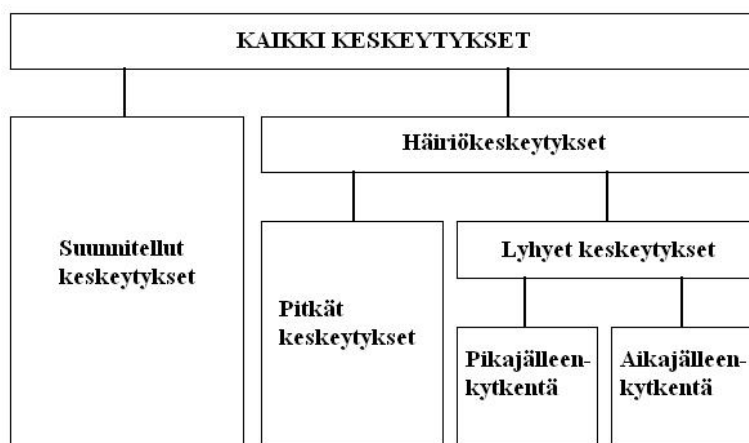 KAIKKI KESKEYTYKSET
Häiriökeskeytykset
Suunnitellut
keskeytykset
Lyhyet keskeytykset
Pitkät
keskeytykset
Pikajälleen-
kytkentä
Aikajälleen-
kytkentä